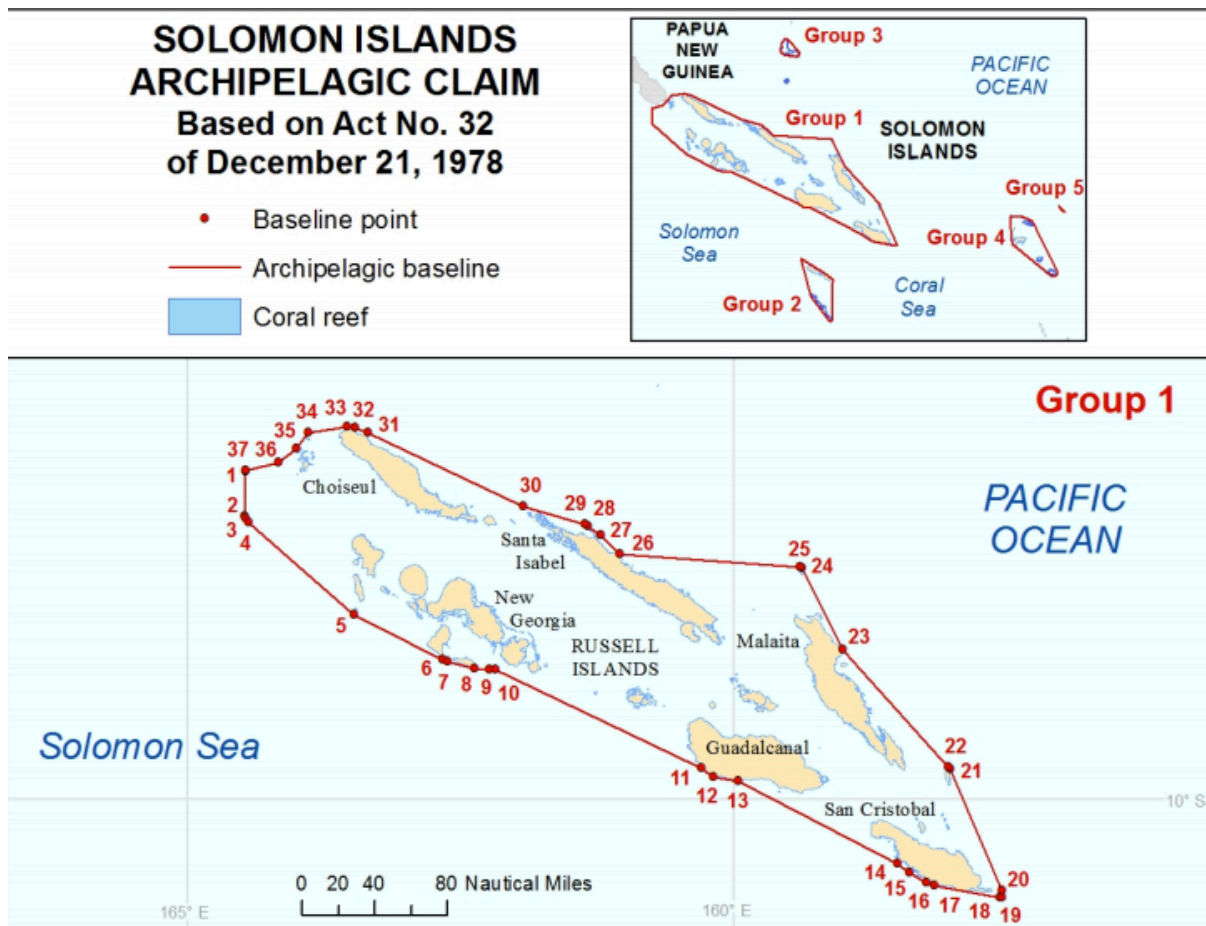 SOLOMON ISLANDS
ARCHIPELAGIC CLAIM
Based on Act No. 32
of December 21, 1978
Baseline point
Archipelagic baseline
Coral reef
PAPUA
NEW
GUINEA
Group 3
PACIFIC
OCEAN
Group 1
SOLOMON
ISLANDS
Group 5
Solomon
Sea
Group 4
Coral
Sea
Group 2
Group 1
33
32
34
31
35
37
36
1
Choiseul
2
3
4
30
29
28
27
26
Santa
Isabel
PACIFIC
OCEAN
25
24
5
New
Georgia
RUSSELL
ISLANDS
Malaita
23
6
7
8
9
10
Solomon Sea
Guadalcanal
22
21
11
12
13
San Cristobal
10° S
14
15
16
17
18
19
20
0 20 40 80 Nautical Miles
165° E
160° E